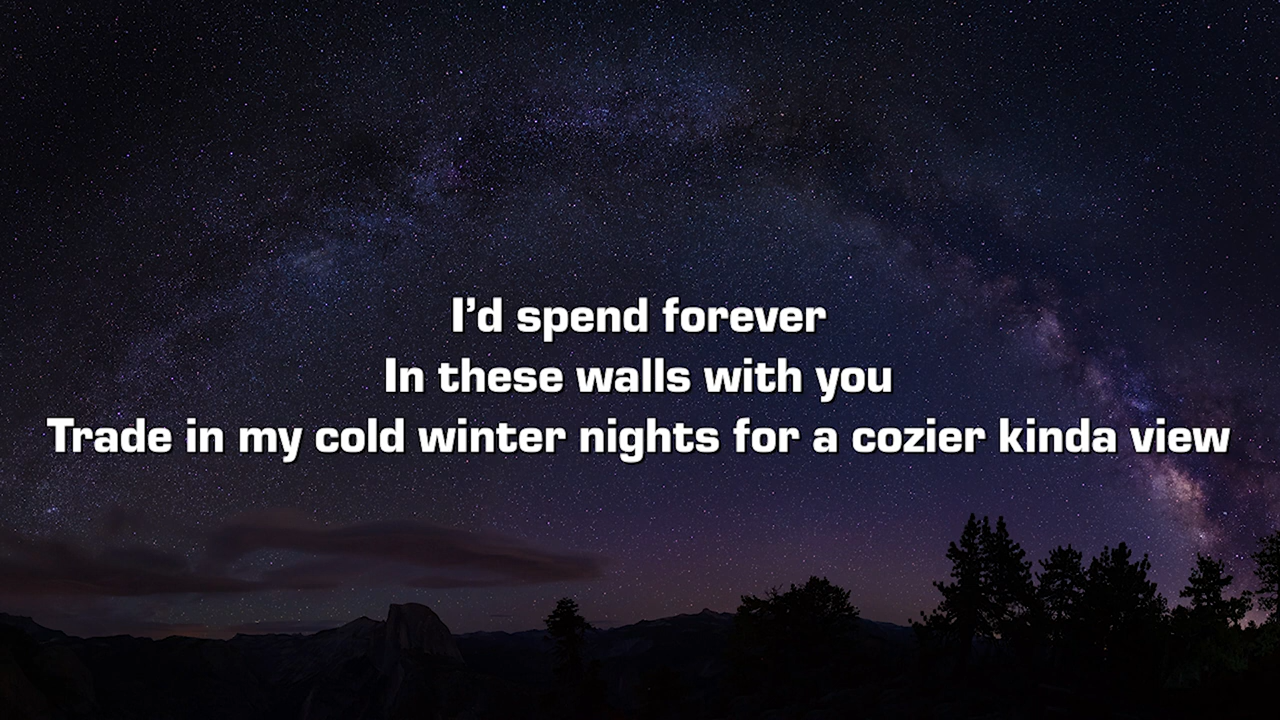 I’d spend forever
In these walls with you
Trade in my cold winter nights for a cozier kinda view